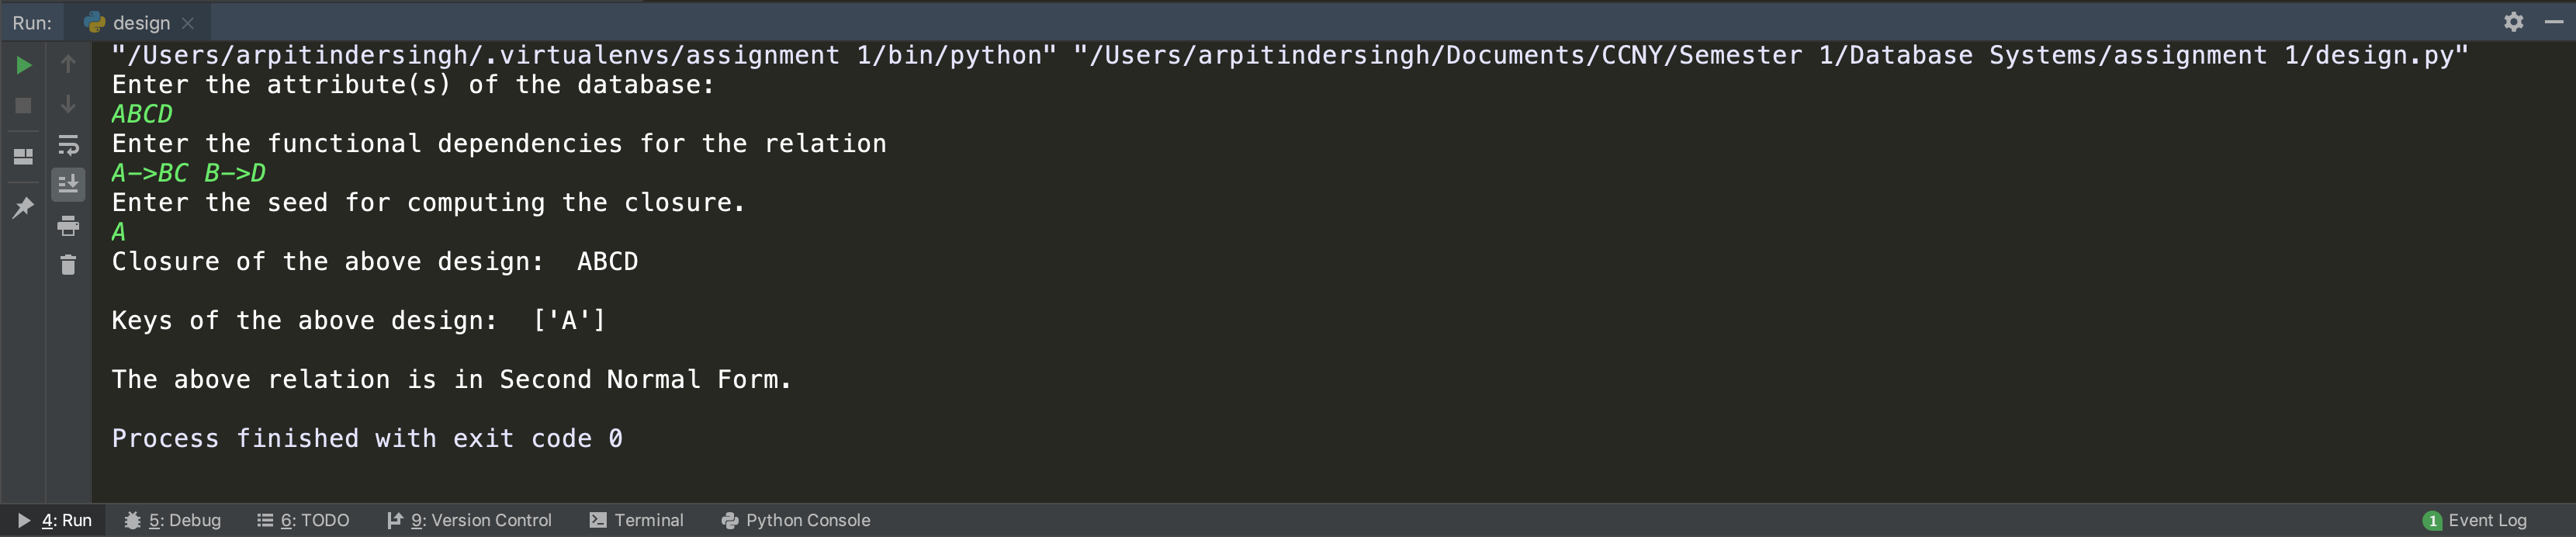 Run: design
"/Users/arpitindersingh/.virtualenvs/assignment 1/bin/python" "/Users/arpitindersingh/Documents/CCNY/Semester 1/Database Systems/assignment 1/design.py"
Enter the attribute(s) of the database:
ABCD
Enter the functional dependencies for the relation
A->BC B->D
Enter the seed for computing the closure.
A
Closure of the above design:  ABCD
Keys of the above design:  ['A']
The above relation is in Second Normal Form.
Process finished with exit code 0
4: Run 5: Debug 6: TODO 9: Version Control Terminal Python Console 1 Event Log